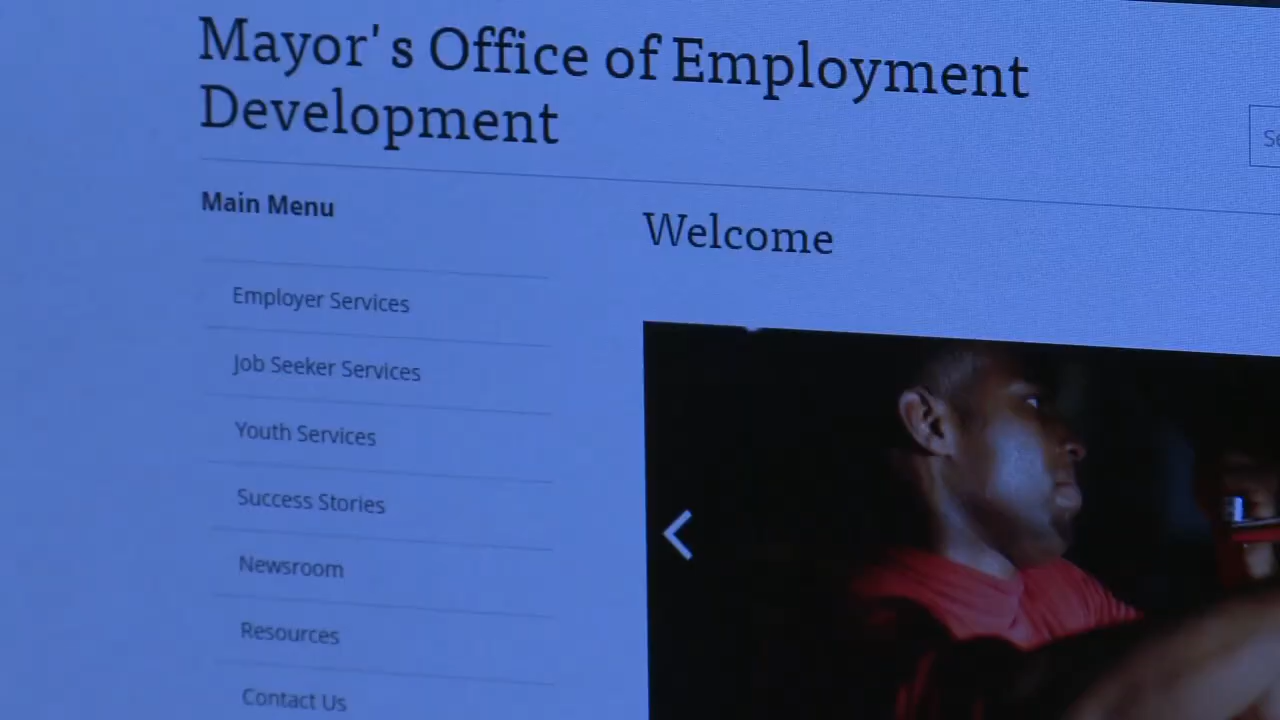 Mayor's Office of Employment
Development
Main Menu
Welcome
Employer Services
Job Seeker Services
Youth Services
Success Stories
Newsroom
Resources
Contact Us